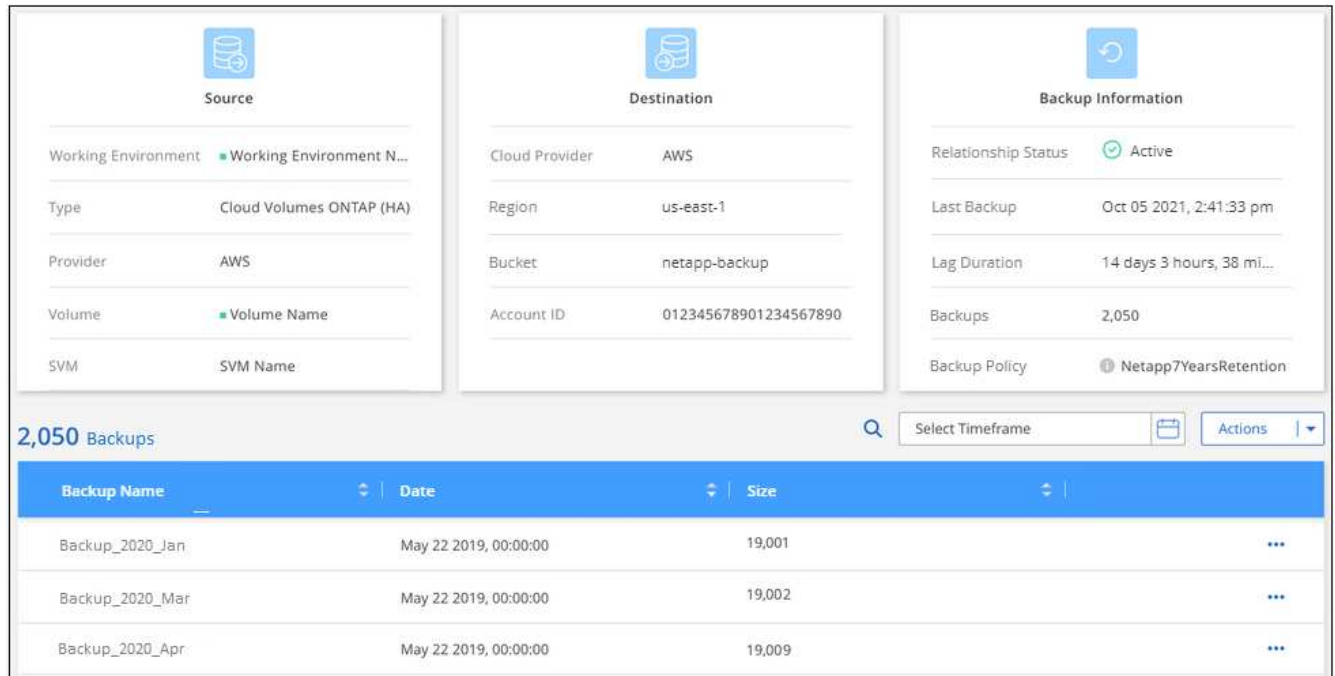 Source
Working Environment Working Environment N...
Type Cloud Volumes ONTAP (HA)
Provider AWS
Volume Volume Name
SVM SVM Name
Destination
Cloud Provider AWS
Region us-east-1
Bucket netapp-backup
Account ID 012345678901234567890
Backup Information
Relationship Status Active
Last Backup Oct 05 2021, 2:41:33 pm
Lag Duration 14 days 3 hours, 38 mi...
Backups 2,050
Backup Policy Netapp7YearsRetention
2,050 Backups
Select Timeframe
Actions
Backup Name Date Size
Backup_2020_Jan May 22 2019, 00:00:00 19,001
Backup_2020_Mar May 22 2019, 00:00:00 19,002
Backup_2020_Apr May 22 2019, 00:00:00 19,009